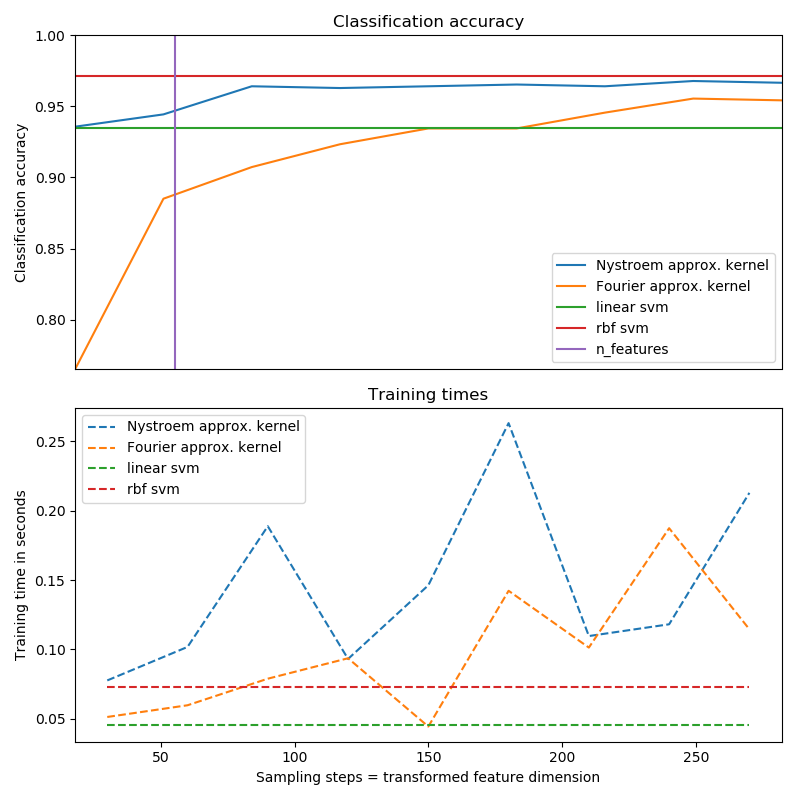 Classification accuracy
1.00
0.95
0.90
0.85
0.80
Classification accuracy
Nystroem approx. kernel
Fourier approx. kernel
linear svm
rbf svm
n_features
Training times
0.25
0.20
0.15
0.10
0.05
Training time in seconds
Nystroem approx. kernel
Fourier approx. kernel
linear svm
rbf svm
50 100 150 200 250
Sampling steps = transformed feature dimension